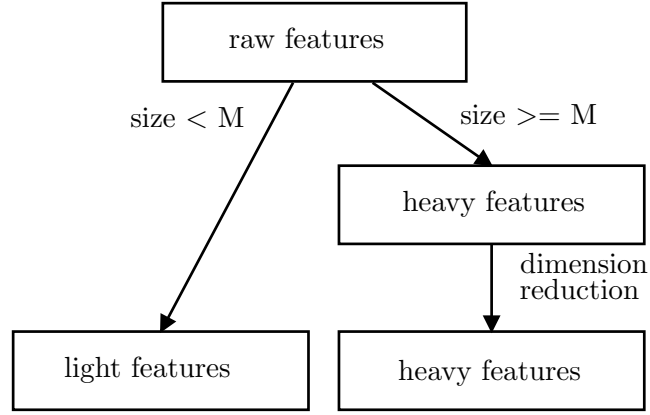 raw features
size < M
size >= M
heavy features
dimension
reduction
light features
heavy features